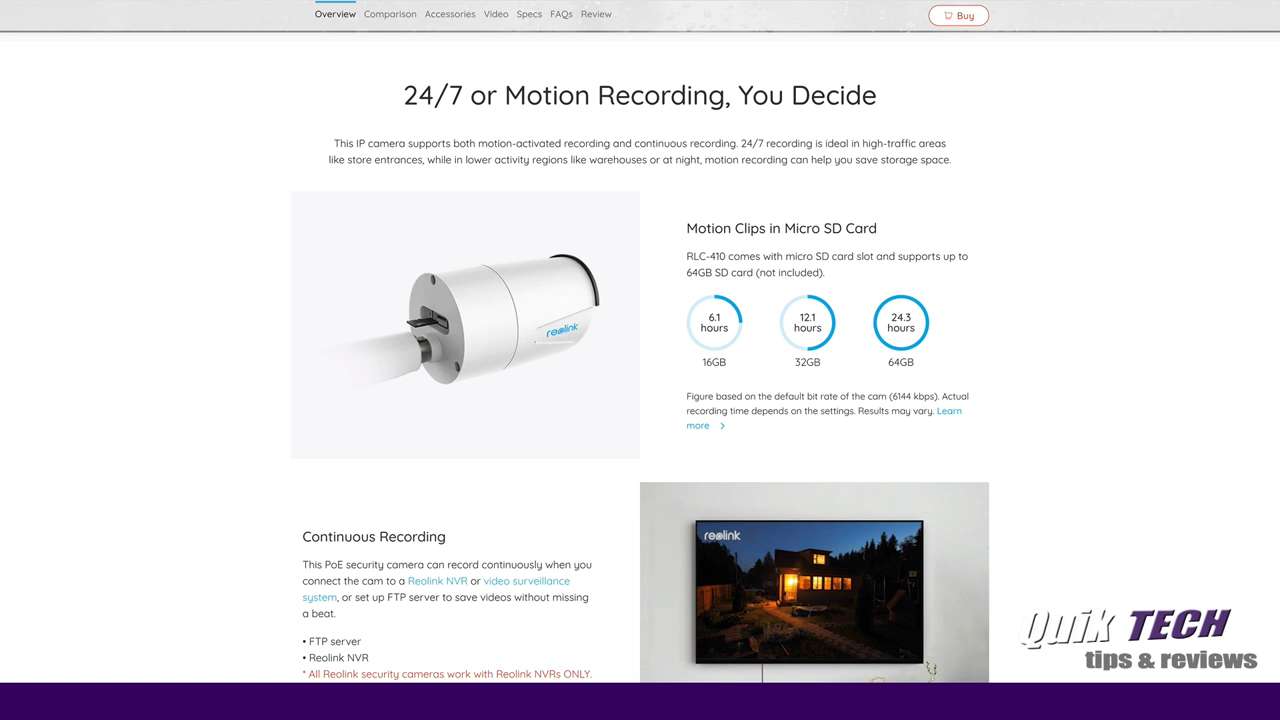 Overview Comparison Accessories Video Specs FAQs Review
Buy
24/7 or Motion Recording, You Decide
This IP camera supports both motion-activated recording and continuous recording. 24/7 recording is ideal in high-traffic areas
like store entrances, while in lower activity regions like warehouses or at night, motion recording can help you save storage space.
reolink
Motion Clips in Micro SD Card
RLC-410 comes with micro SD card slot and supports up to
64GB SD card (not included).
6.1
hours
16GB
12.1
hours
32GB
24.3
hours
64GB
Figure based on the default bit rate of the cam (6144 kbps). Actual
recording time depends on the settings. Results may vary. Learn
more
Continuous Recording
This PoE security camera can record continuously when you
connect the cam to a Reolink NVR or video surveillance
system, or set up FTP server to save videos without missing
a beat.
• FTP server
• Reolink NVR
* All Reolink security cameras work with Reolink NVRs ONLY.
reolink
Quik TECH
tips & reviews